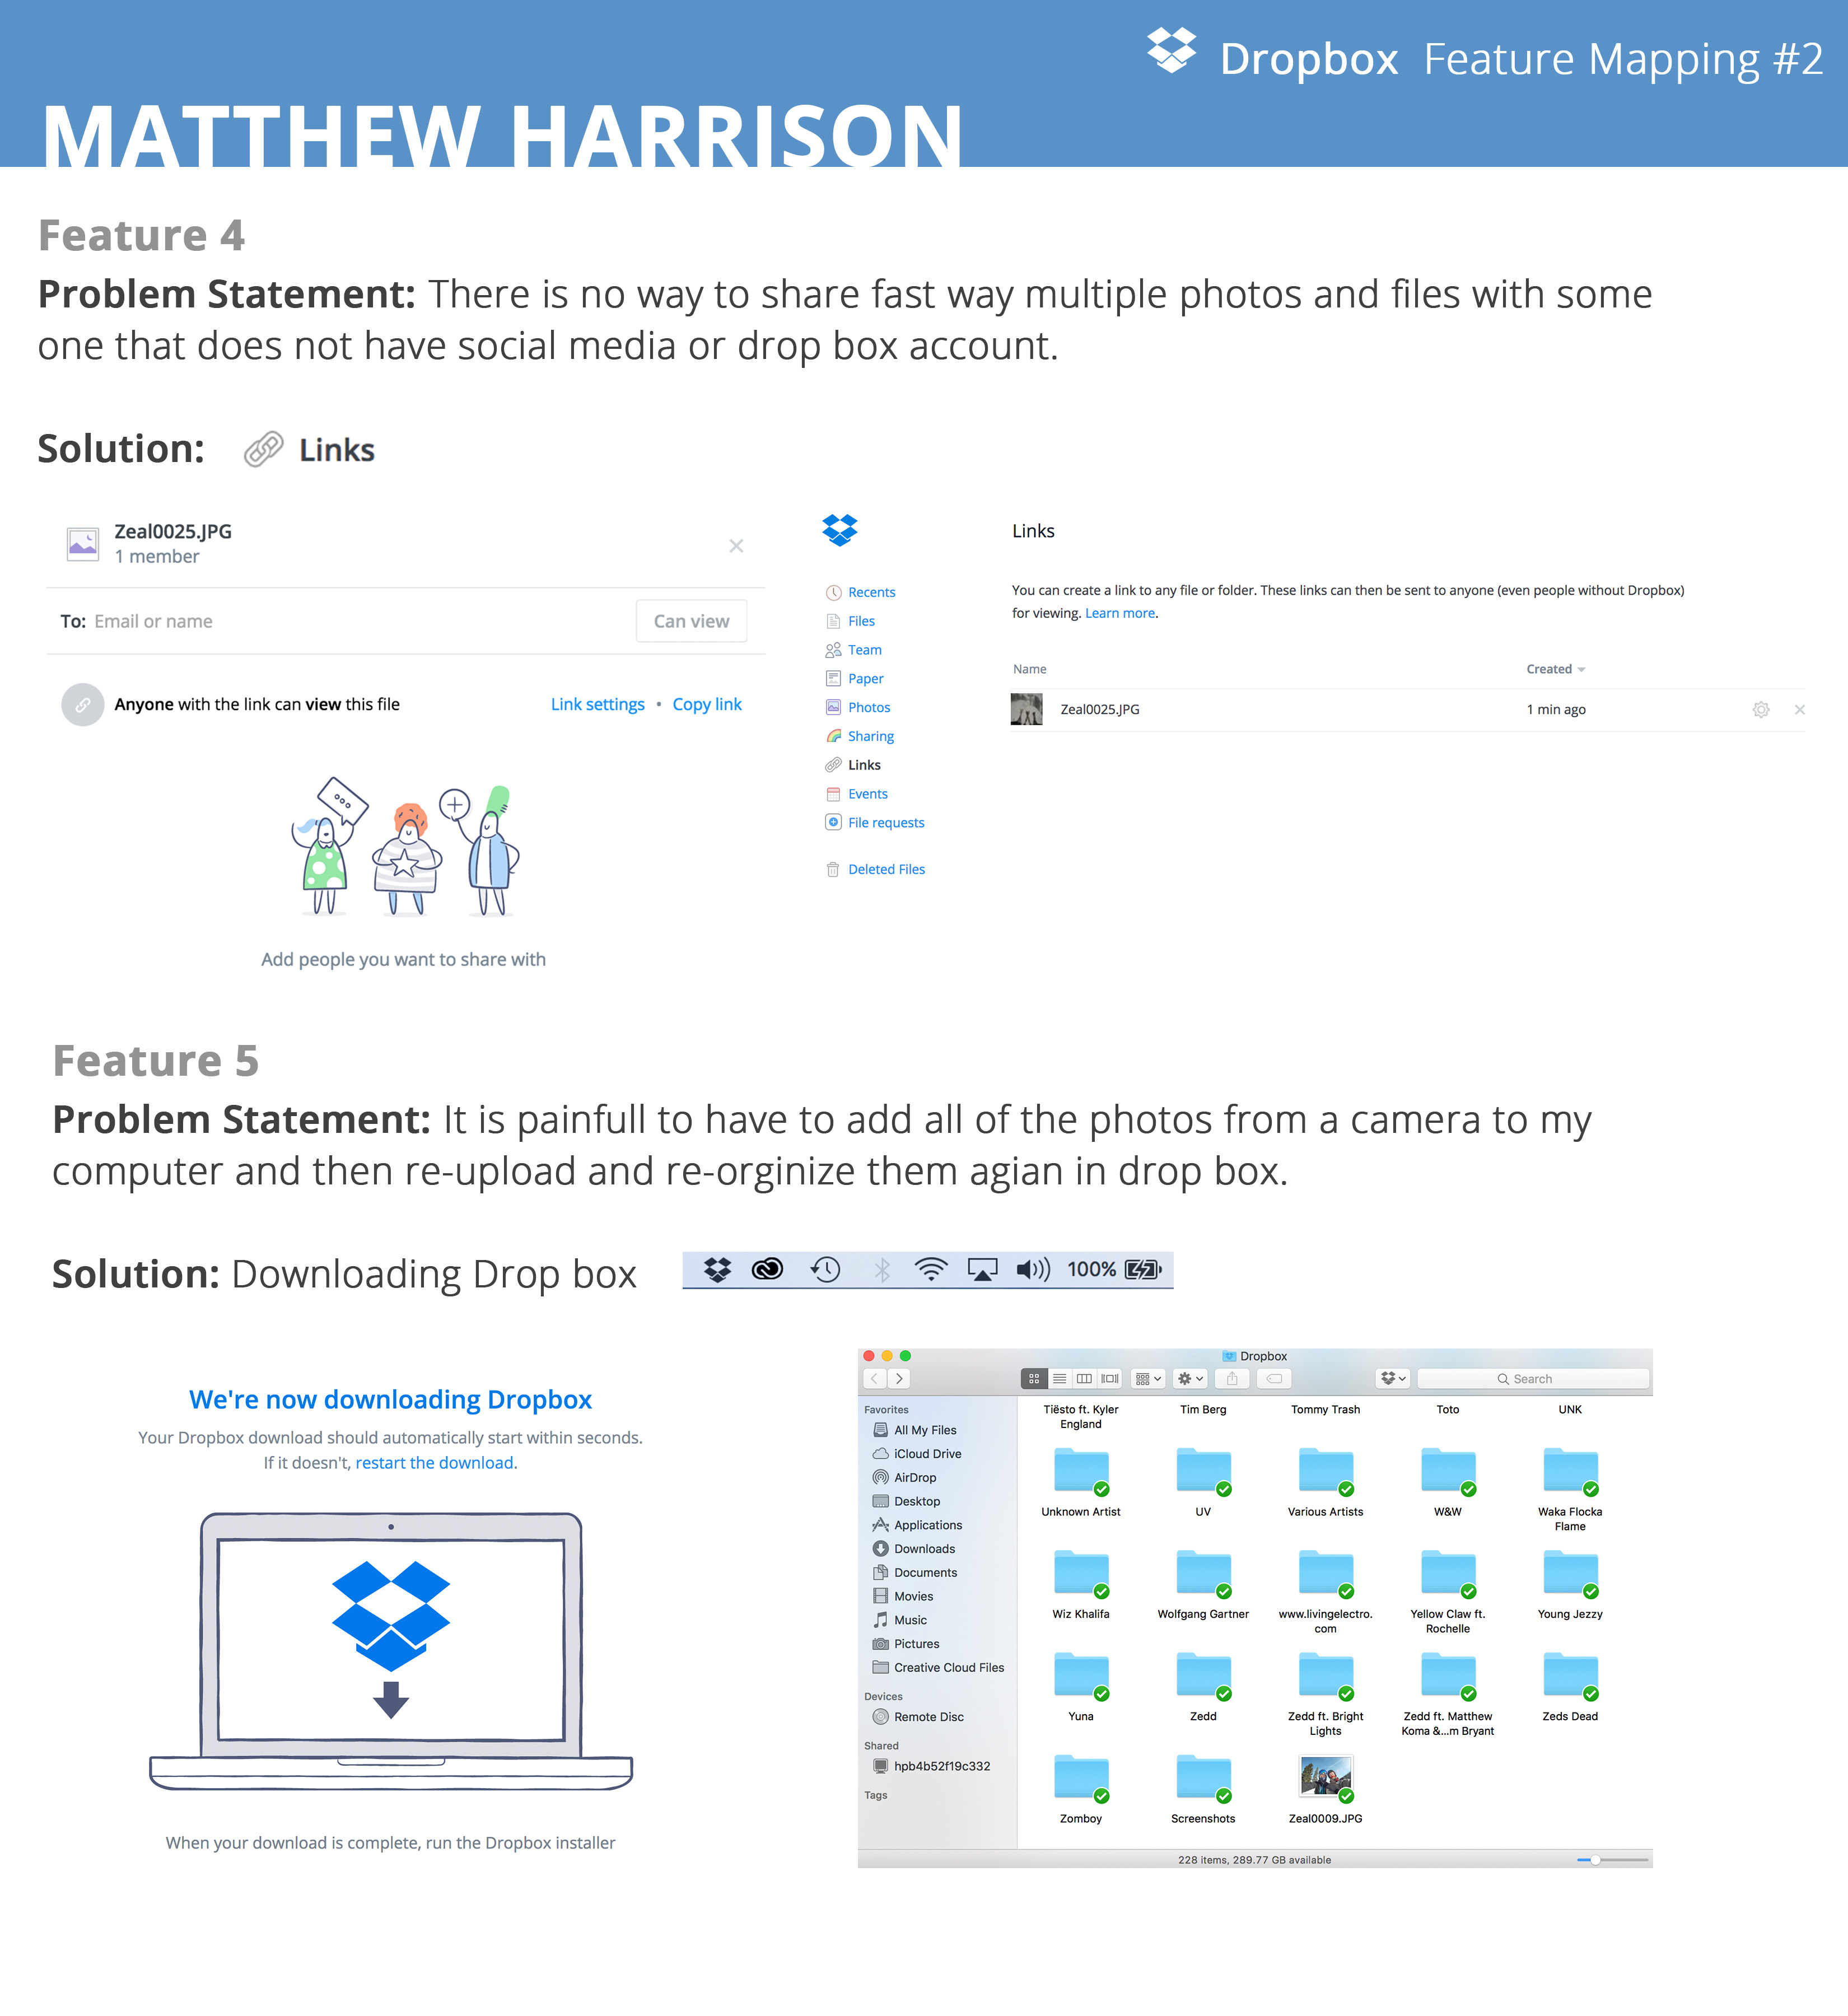 Dropbox Feature Mapping #2
MATTHEW HARRISON
Feature 4
Problem Statement: There is no way to share fast way multiple photos and files with some
one that does not have social media or drop box account.
Solution: Links
Zeal0025.JPG
1 member
To: Email or name
Can view
Anyone with the link can view this file
Link settings • Copy link
Add people you want to share with
Recents
Files
Team
Paper
Photos
Sharing
Links
Events
File requests
Deleted Files
Links
You can create a link to any file or folder. These links can then be sent to anyone (even people without Dropbox)
for viewing. Learn more.
Name Created
Zeal0025.JPG 1 min ago
Feature 5
Problem Statement: It is painfull to have to add all of the photos from a camera to my
computer and then re-upload and re-orginize them agian in drop box.
Solution: Downloading Drop box
100%
We're now downloading Dropbox
Your Dropbox download should automatically start within seconds.
If it doesn't, restart the download.
When your download is complete, run the Dropbox installer
Dropbox
Search
Favorites
All My Files
iCloud Drive
AirDrop
Desktop
Applications
Downloads
Documents
Movies
Music
Pictures
Creative Cloud Files
Devices
Remote Disc
Shared
hpb4b52f19c332
Tags
Tiësto ft. Kyler
England
Tim Berg
Tommy Trash
Toto
UNK
Unknown Artist
UV
Various Artists
W&W
Waka Flocka
Flame
Wiz Khalifa
Wolfgang Gartner
www.livingelectro.
com
Yellow Claw ft.
Rochelle
Young Jezzy
Yuna
Zedd
Zedd ft. Bright
Lights
Zedd ft. Matthew
Koma &...m Bryant
Zeds Dead
Zomboy
Screenshots
Zeal0009.JPG
228 items, 289.77 GB available